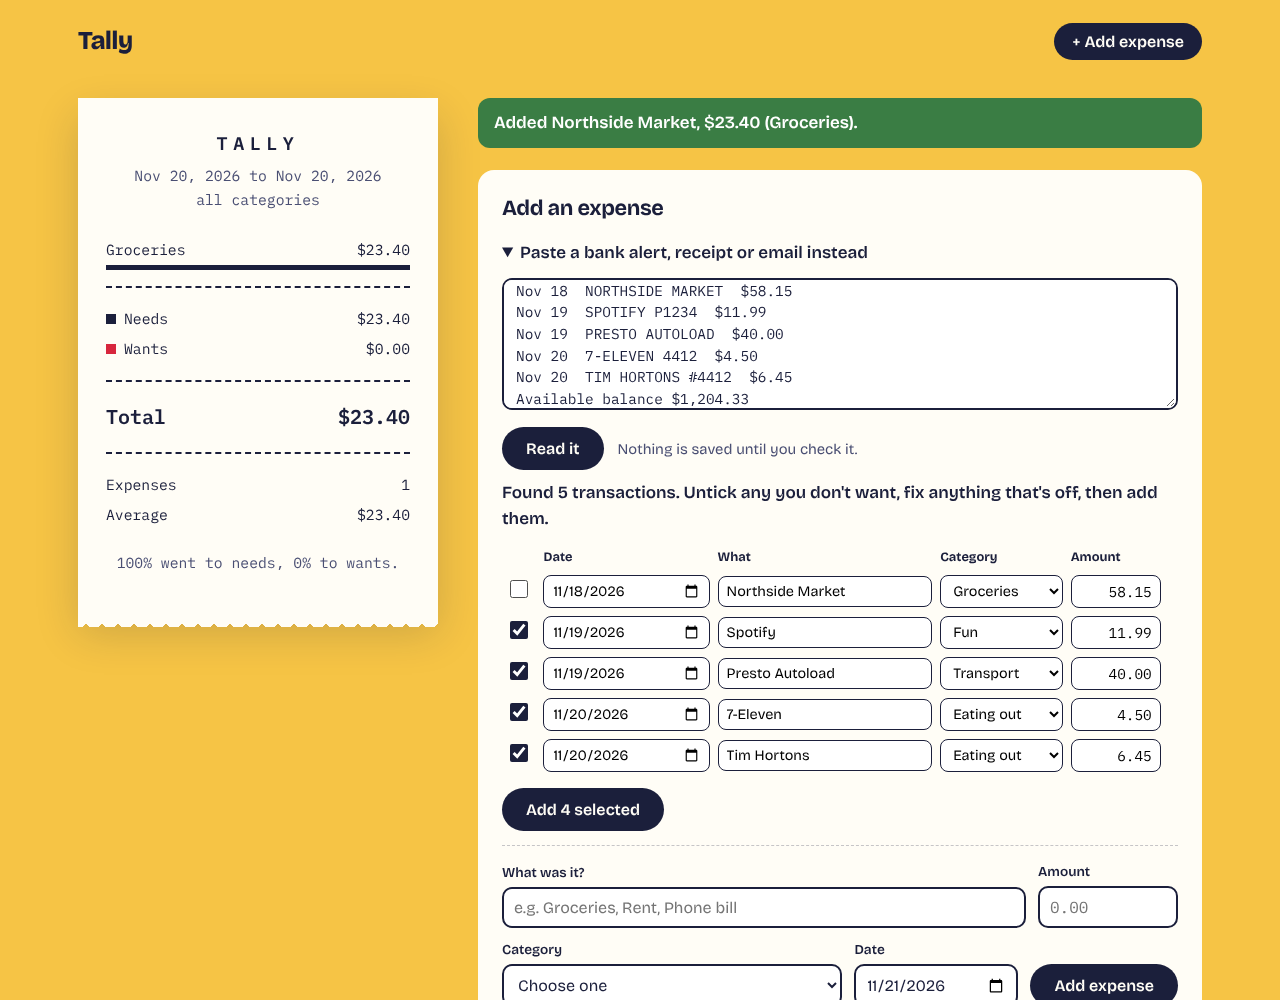 Tally
+ Add expense
TALLY
Nov 20, 2026 to Nov 20, 2026
all categories
Groceries $23.40
Needs $23.40
Wants $0.00
Total $23.40
Expenses 1
Average $23.40
100% went to needs, 0% to wants.
Added Northside Market, $23.40 (Groceries).
Add an expense
Paste a bank alert, receipt or email instead
Nov 18 NORTHSIDE MARKET $58.15
Nov 19 SPOTIFY P1234 $11.99
Nov 19 PRESTO AUTOLOAD $40.00
Nov 20 7-ELEVEN 4412 $4.50
Nov 20 TIM HORTONS #4412 $6.45
Available balance $1,204.33
Read it Nothing is saved until you check it.
Found 5 transactions. Untick any you don't want, fix anything that's off, then add
them.
Date What Category Amount
11/18/2026 Northside Market Groceries 58.15
11/19/2026 Spotify Fun 11.99
11/19/2026 Presto Autoload Transport 40.00
11/20/2026 7-Eleven Eating out 4.50
11/20/2026 Tim Hortons Eating out 6.45
Add 4 selected
What was it? Amount
e.g. Groceries, Rent, Phone bill 0.00
Category Date
Choose one 11/21/2026 Add expense